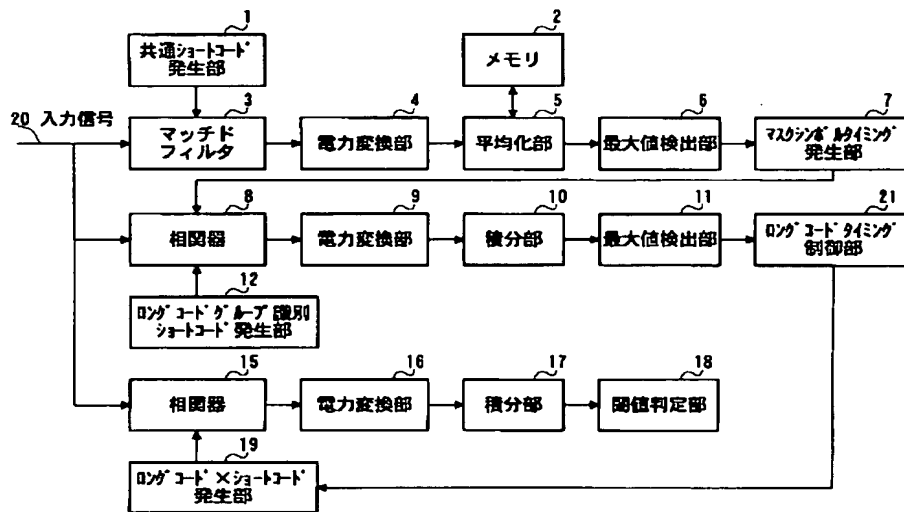 1
共通ショートコード
発生部
2
メモリ
20 入力信号
3
マッチド
フィルタ
4
電力変換部
5
平均化部
6
最大値検出部
7
マスクシンボルタイミング
発生部
8
相関器
9
電力変換部
10
積分部
11
最大値検出部
21
ロングコードタイミング
制御部
12
ロングコードグループ識別
ショートコード発生部
15
相関器
16
電力変換部
17
積分部
18
閾値判定部
19
ロングコード×ショートコード
発生部